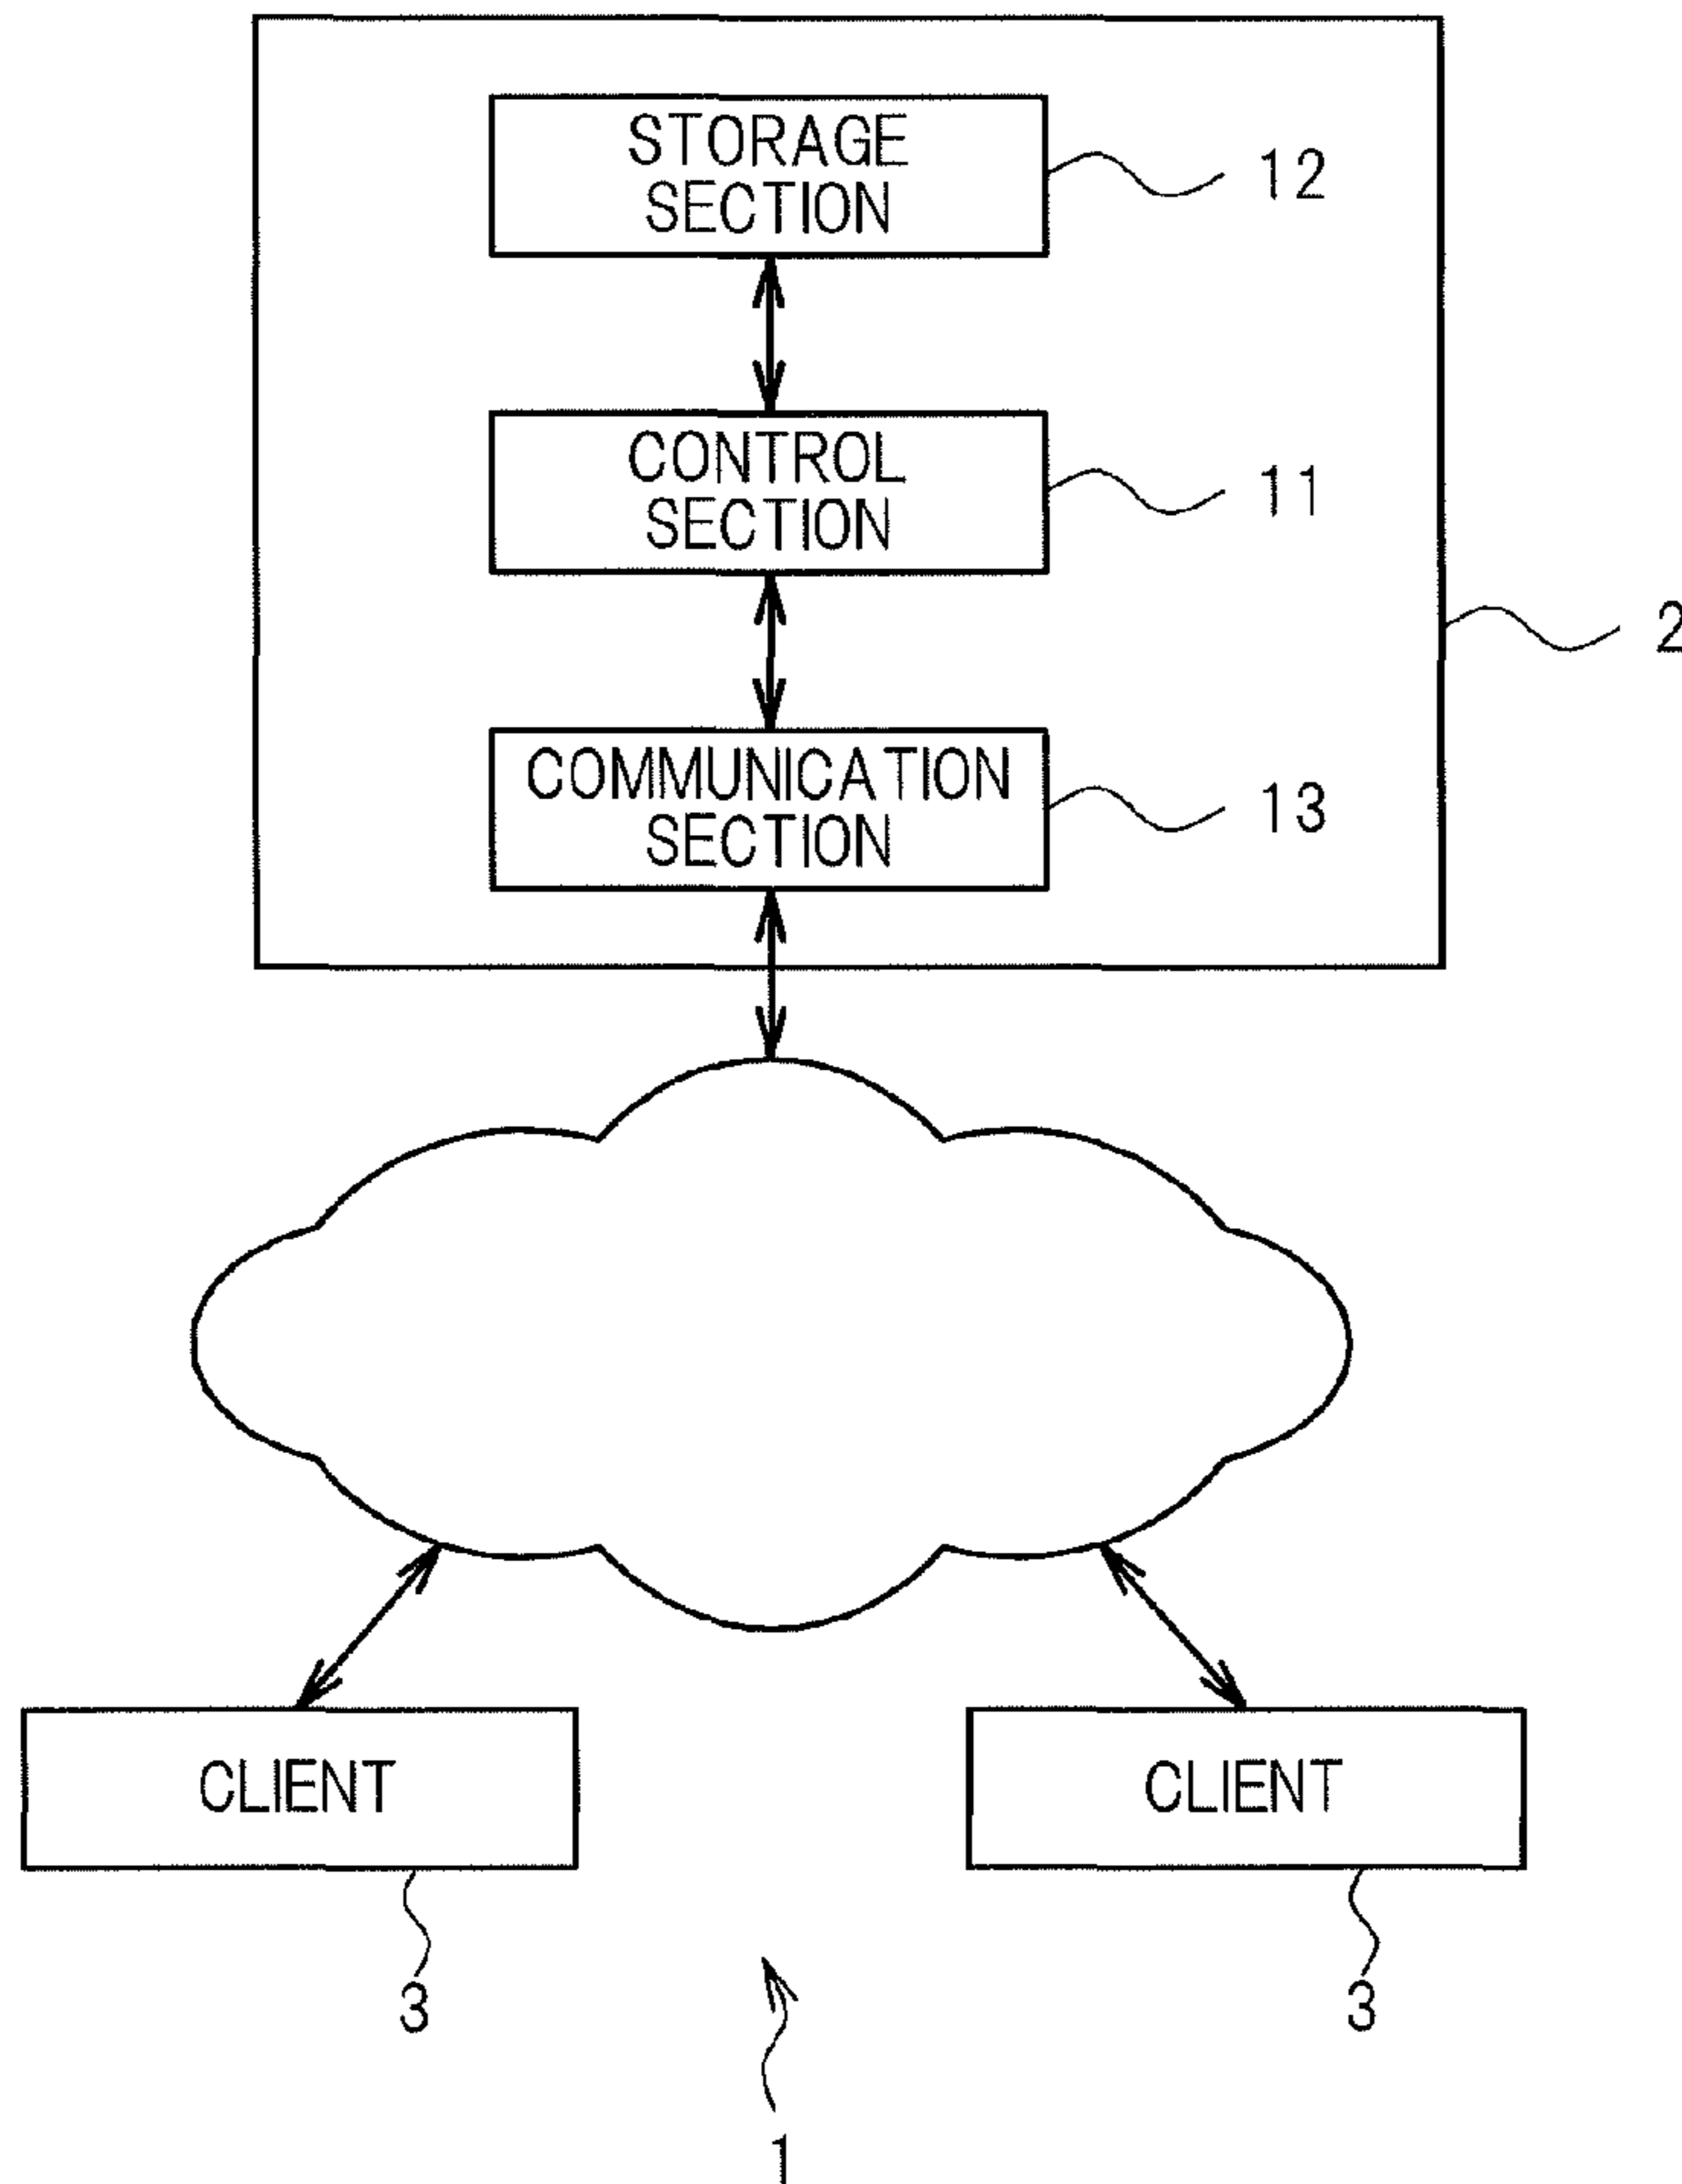 STORAGE
SECTION
12
CONTROL
SECTION
11
2
COMMUNICATION
SECTION
13
CLIENT
CLIENT
3
3
1